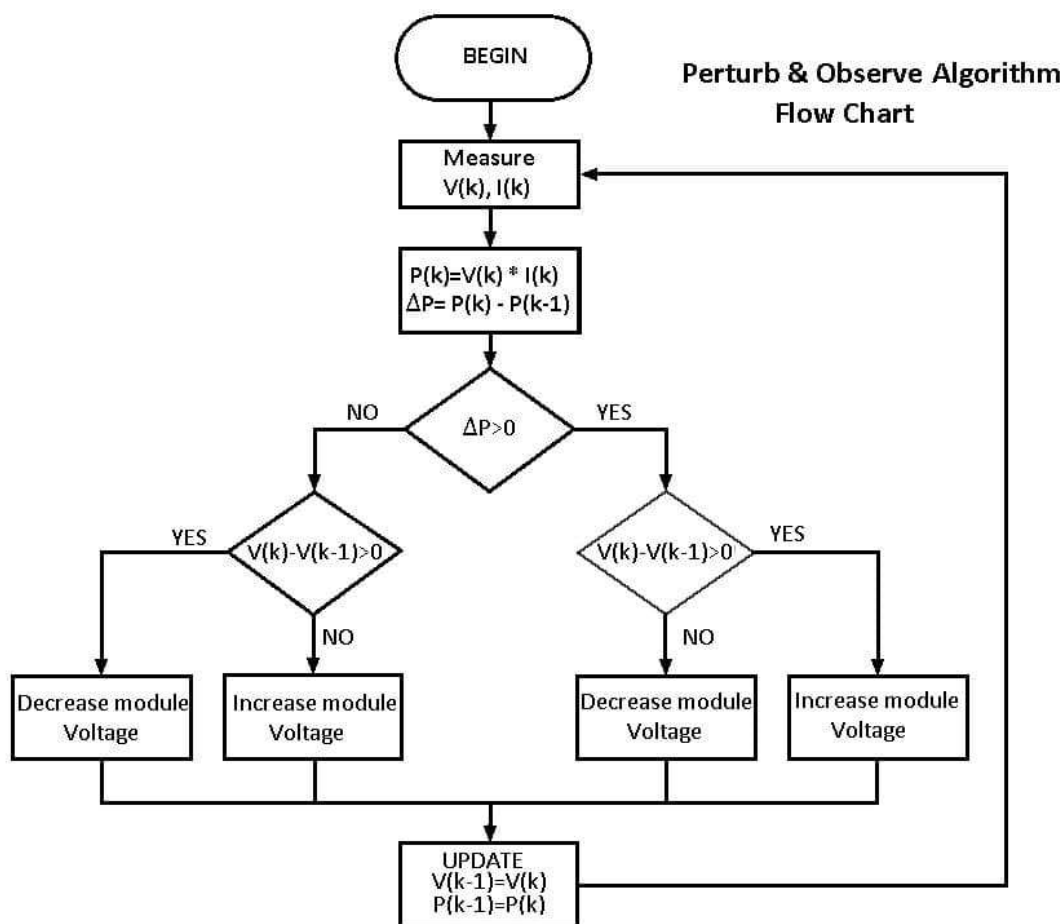 BEGIN
Perturb & Observe Algorithm
Flow Chart
Measure
V(k), I(k)
P(k)=V(k) * I(k)
ΔP= P(k) - P(k-1)
NO
ΔP>0
YES
YES
V(k)-V(k-1)>0
V(k)-V(k-1)>0
YES
NO
NO
Decrease module
Voltage
Increase module
Voltage
Decrease module
Voltage
Increase module
Voltage
UPDATE
V(k-1)=V(k)
P(k-1)=P(k)